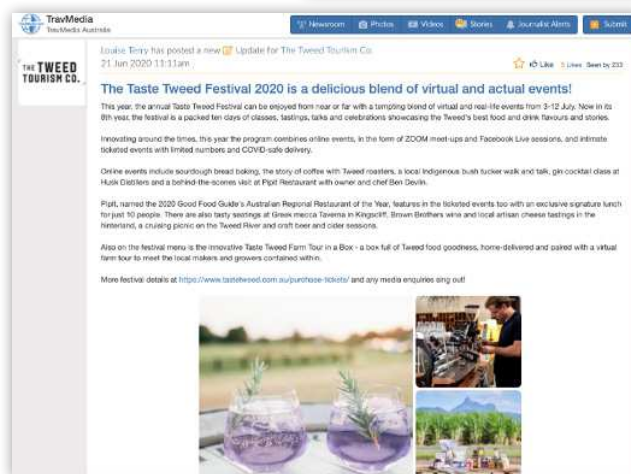 TravMedia
TravMedia Australia
Newsroom
Photos
Videos
Stories
Journalist Alerts
Submit
THE TWEED
TOURISM CO.
Louise Terry has posted a new Update for The Tweed Tourism Co.
21 Jun 2020 11:11am
Like 5 Likes Seen by 233
The Taste Tweed Festival 2020 is a delicious blend of virtual and actual events!
This year, the annual Taste Tweed Festival can be enjoyed from near or far with a tempting blend of virtual and real-life events from 3-12 July. Now in its
6th year, the festival is a packed ten days of classes, tastings, talks and celebrations showcasing the Tweed's best food and drink flavours and stories.
Innovating around the times, this year the program combines online events, in the form of ZOOM meet-ups and Facebook Live sessions, and intimate
ticketed events with limited numbers and COVID-safe delivery.
Online events include sourdough bread baking, the story of coffee with Tweed roasters, a local Indigenous bush tucker walk and talk, gin cocktail class at
Husk Distillers and a behind-the-scenes visit at Pipit Restaurant with owner and chef Ben Devlin.
Pipit, named the 2020 Good Food Guide's Australian Regional Restaurant of the Year, features in the ticketed events too with an exclusive signature lunch
for just 10 people. There are also tasty seatings at Greek mecca Taverna in Kingscliff, Brown Brothers wine and local artisan cheese tastings in the
hinterland, a cruising picnic on the Tweed River and craft beer and cider sessions.
Also on the festival menu is the innovative Taste Tweed Farm Tour in a Box - a box full of Tweed food goodness, home-delivered and paired with a virtual
farm tour to meet the local makers and growers contained within.
More festival details at https://www.tastetweed.com.au/purchase-tickets/ and any media enquiries sing out!